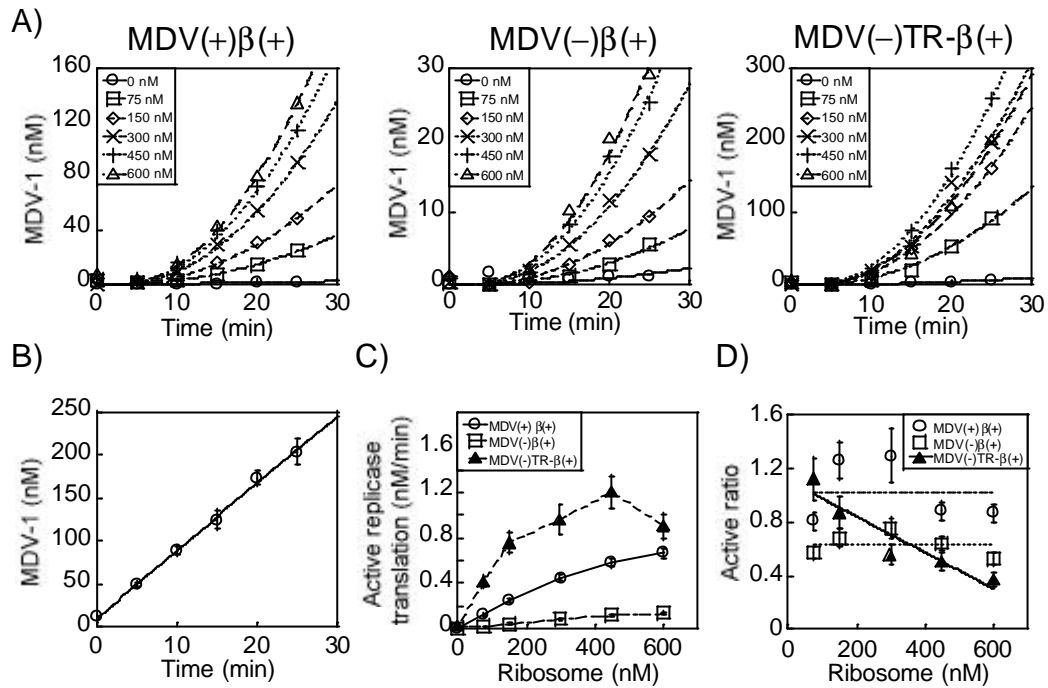 A)
MDV(+)β(+)
MDV(−)β(+)
MDV(−)TR-β(+)
160
120
80
40
0
MDV-1 (nM)
0 nM
75 nM
150 nM
300 nM
450 nM
600 nM
0 10 20 30
Time (min)
30
20
10
0
MDV-1 (nM)
0 nM
75 nM
150 nM
300 nM
450 nM
600 nM
0 10 20 30
Time (min)
300
200
100
0
MDV-1 (nM)
0 nM
75 nM
150 nM
300 nM
450 nM
600 nM
0 10 20 30
Time (min)
B)
250
200
150
100
50
0
MDV-1 (nM)
0 10 20 30
Time (min)
C)
Active replicase
translation (nM/min)
1.6
1.2
0.8
0.4
0
MDV(+) β(+)
MDV(-)β(+)
MDV(-)TR-β(+)
0 200 400 600
Ribosome (nM)
D)
Active ratio
1.6
1.2
0.8
0.4
0
MDV(+) β(+)
MDV(-)β(+)
MDV(-)TR-β(+)
0 200 400 600
Ribosome (nM)